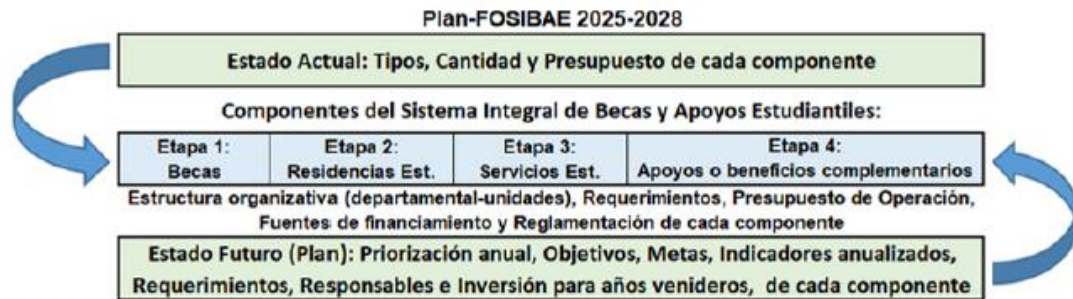 Plan-FOSIBAE 2025-2028
Estado Actual: Tipos, Cantidad y Presupuesto de cada componente
Componentes del Sistema Integral de Becas y Apoyos Estudiantiles:
Etapa 1:
Becas
Etapa 2:
Residencias Est.
Etapa 3:
Servicios Est.
Etapa 4:
Apoyos o beneficios complementarios
Estructura organizativa (departamental-unidades), Requerimientos, Presupuesto de Operación,
Fuentes de financiamiento y Reglamentación de cada componente
Estado Futuro (Plan): Priorización anual, Objetivos, Metas, Indicadores anualizados,
Requerimientos, Responsables e Inversión para años venideros, de cada componente